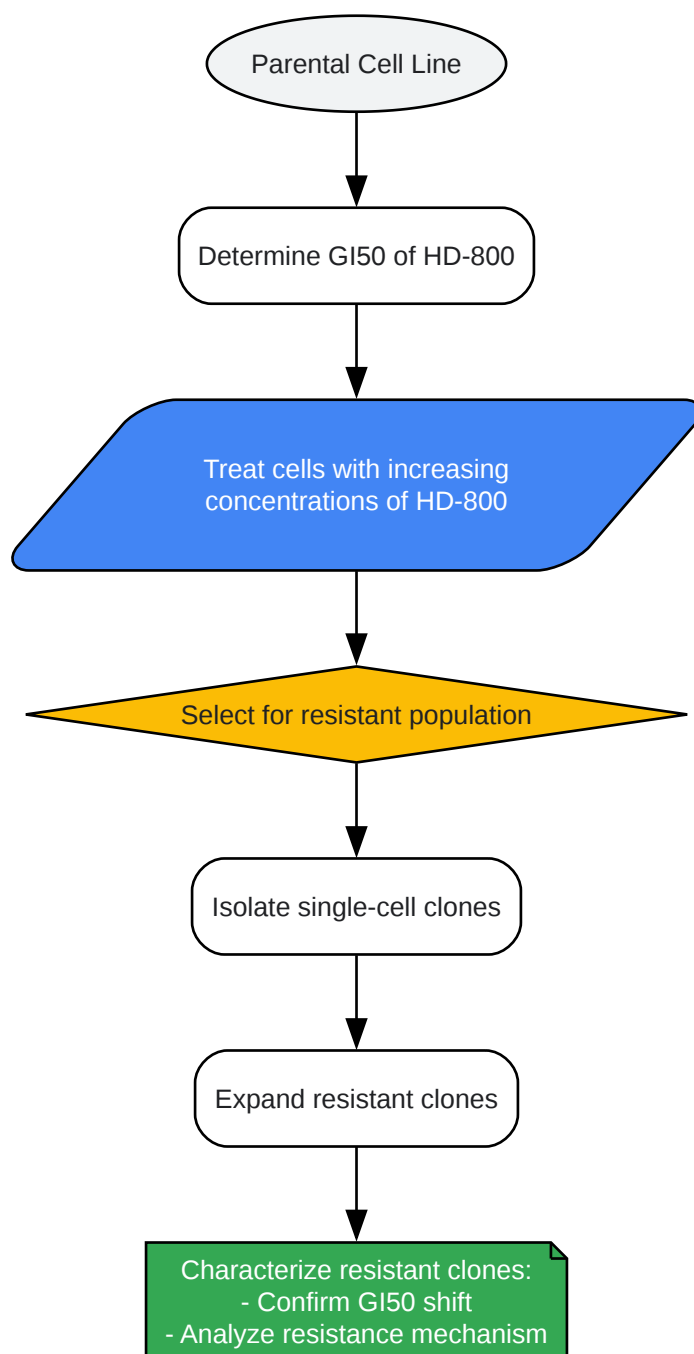 Parental Cell Line
Determine GI50 of HD-800
Treat cells with increasing
concentrations of HD-800
Select for resistant population
Isolate single-cell clones
Expand resistant clones
Characterize resistant clones:
- Confirm GI50 shift
- Analyze resistance mechanism